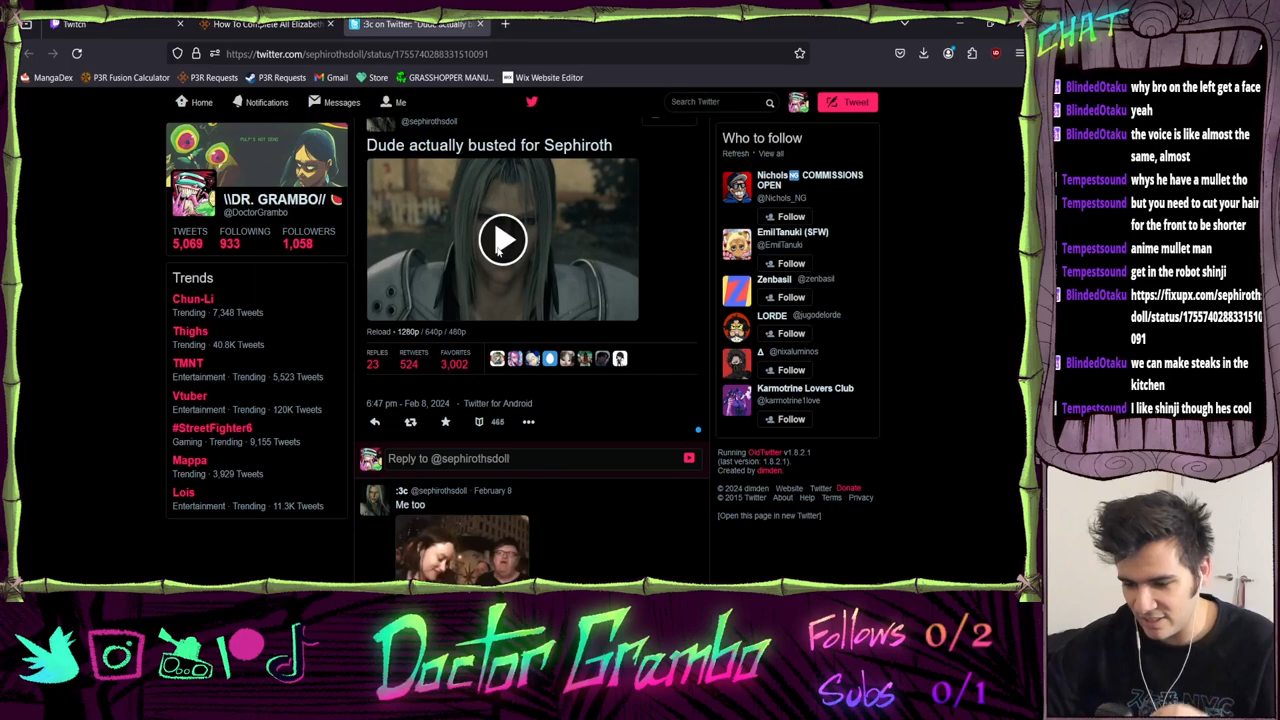 Twitch
How To Complete All Elizabeth
:3c on Twitter: "Dude actually b
CHAT
https://twitter.com/sephirothsdoll/status/1755740288331510091
MangaDex
P3R Fusion Calculator
P3R Requests
P3R Requests
Gmail
Store
GRASSHOPPER MANU...
Wix Website Editor
Home
Notifications
Messages
Me
Search Twitter
Tweet
PULP'S NOT DEAD
\\DR. GRAMBO//
@DoctorGrambo
TWEETS FOLLOWING FOLLOWERS
5,069 933 1,058
Trends
Chun-Li
Trending · 7,348 Tweets
Thighs
Trending · 40.8K Tweets
TMNT
Entertainment · Trending · 5,523 Tweets
Vtuber
Entertainment · Trending · 120K Tweets
#StreetFighter6
Gaming · Trending · 9,155 Tweets
Mappa
Entertainment · Trending · 3,929 Tweets
Lois
Entertainment · Trending · 11.3K Tweets
@sephirothsdoll
Dude actually busted for Sephiroth
Reload • 1280p / 640p / 480p
REPLIES RETWEETS FAVORITES
23 524 3,002
6:47 pm - Feb 8, 2024 · Twitter for Android
465
Reply to @sephirothsdoll
:3c @sephirothsdoll · February 8
Me too
Who to follow
Refresh · View all
Nichols NG COMMISSIONS
OPEN
@Nichols_NG
Follow
EmilTanuki (SFW)
@EmilTanuki
Follow
Zenbasil @zenbasil
Follow
LORDE @jugodelorde
Follow
Δ @nixaluminos
Follow
Karmotrine Lovers Club
@karmotrine1love
Follow
Running OldTwitter v1.8.2.1
(last version: 1.8.2.1).
Created by dimden.
© 2024 dimden Website Twitter Donate
© 2015 Twitter About Help Terms Privacy
[Open this page in new Twitter]
BlindedOtaku why bro on the left get a face
BlindedOtaku yeah
BlindedOtaku the voice is like almost the
same, almost
Tempestsound whys he have a mullet tho
Tempestsound but you need to cut your hair
for the front to be shorter
Tempestsound anime mullet man
Tempestsound get in the robot shinji
BlindedOtaku https://fixupx.com/sephiroths
doll/status/17557402883315100
091
BlindedOtaku we can make steaks in the
kitchen
Tempestsound I like shinji though hes cool
Doctor Grambo
Follows 0/2
Subs 0/1
NYC